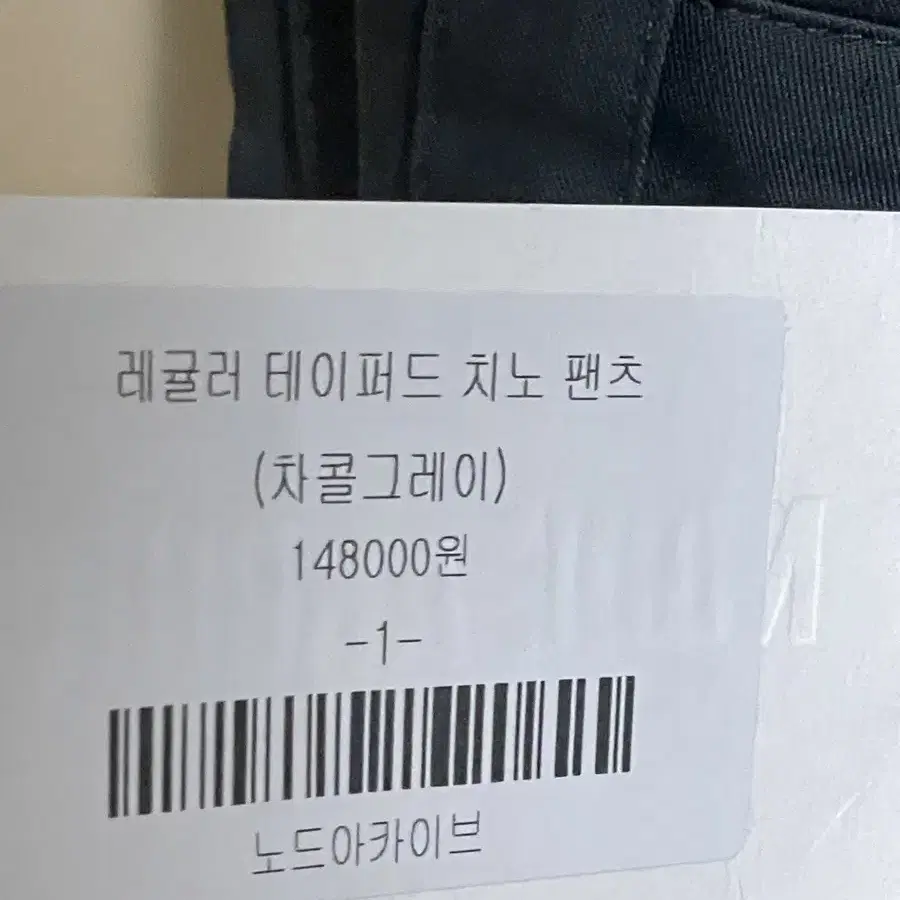 레귤러 테이퍼드 치노 팬츠
(차콜그레이)
148000원
-1-
노드아카이브